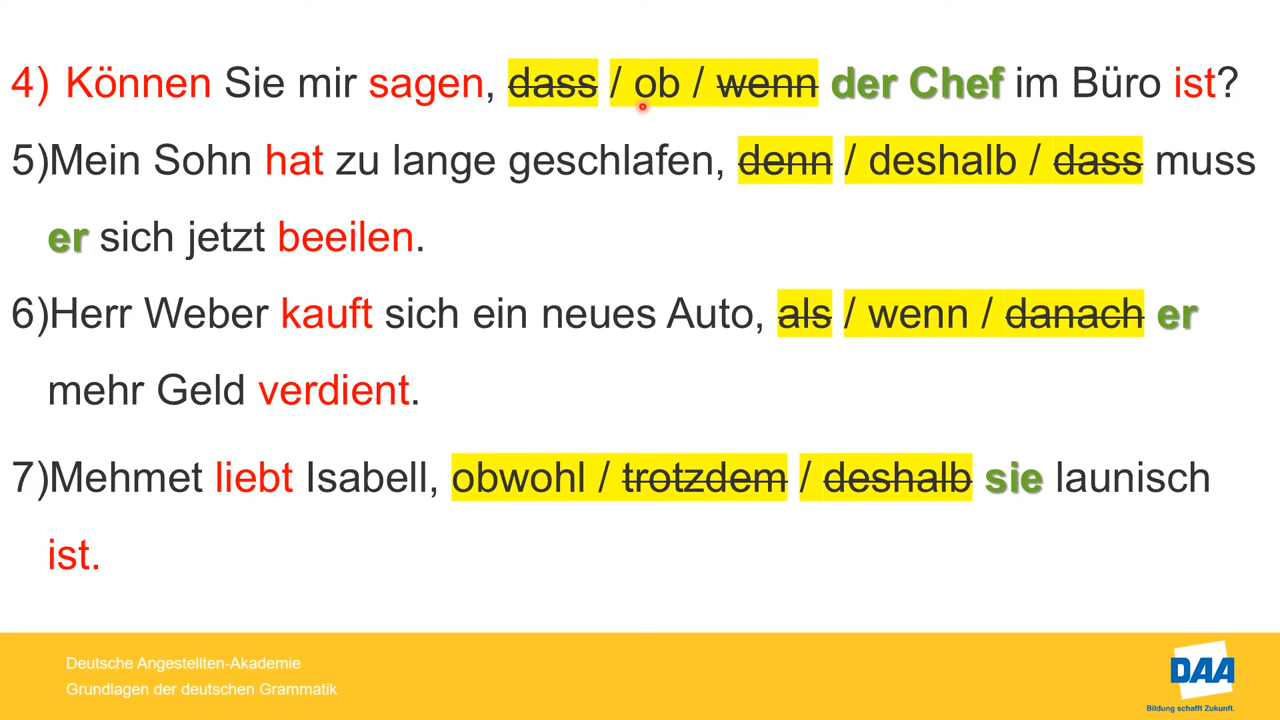 4) Können Sie mir sagen, dass / ob / wenn der Chef im Büro ist?
5)Mein Sohn hat zu lange geschlafen, denn / deshalb / dass muss
er sich jetzt beeilen.
6)Herr Weber kauft sich ein neues Auto, als / wenn / danach er
mehr Geld verdient.
7)Mehmet liebt Isabell, obwohl / trotzdem / deshalb sie launisch
ist.
Deutsche Angestellten-Akademie
Grundlagen der deutschen Grammatik
DAA
Bildung schafft Zukunft.